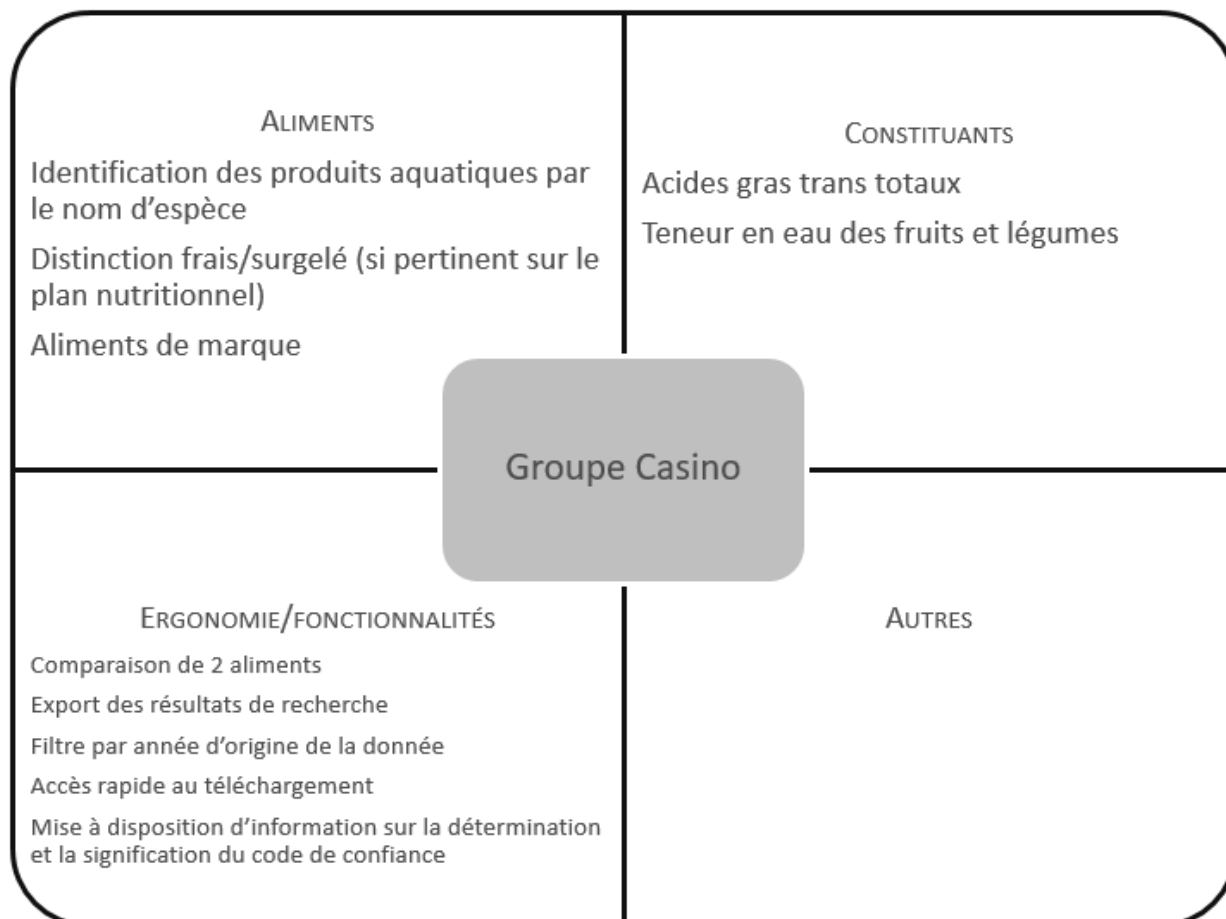 ALIMENTS
Identification des produits aquatiques par
le nom d’espèce
Distinction frais/surgelé (si pertinent sur le
plan nutritionnel)
Aliments de marque
CONSTITUANTS
Acides gras trans totaux
Teneur en eau des fruits et légumes
Groupe Casino
ERGONOMIE/FONCTIONNALITÉS
Comparaison de 2 aliments
Export des résultats de recherche
Filtre par année d’origine de la donnée
Accès rapide au téléchargement
Mise à disposition d’information sur la détermination
et la signification du code de confiance
AUTRES